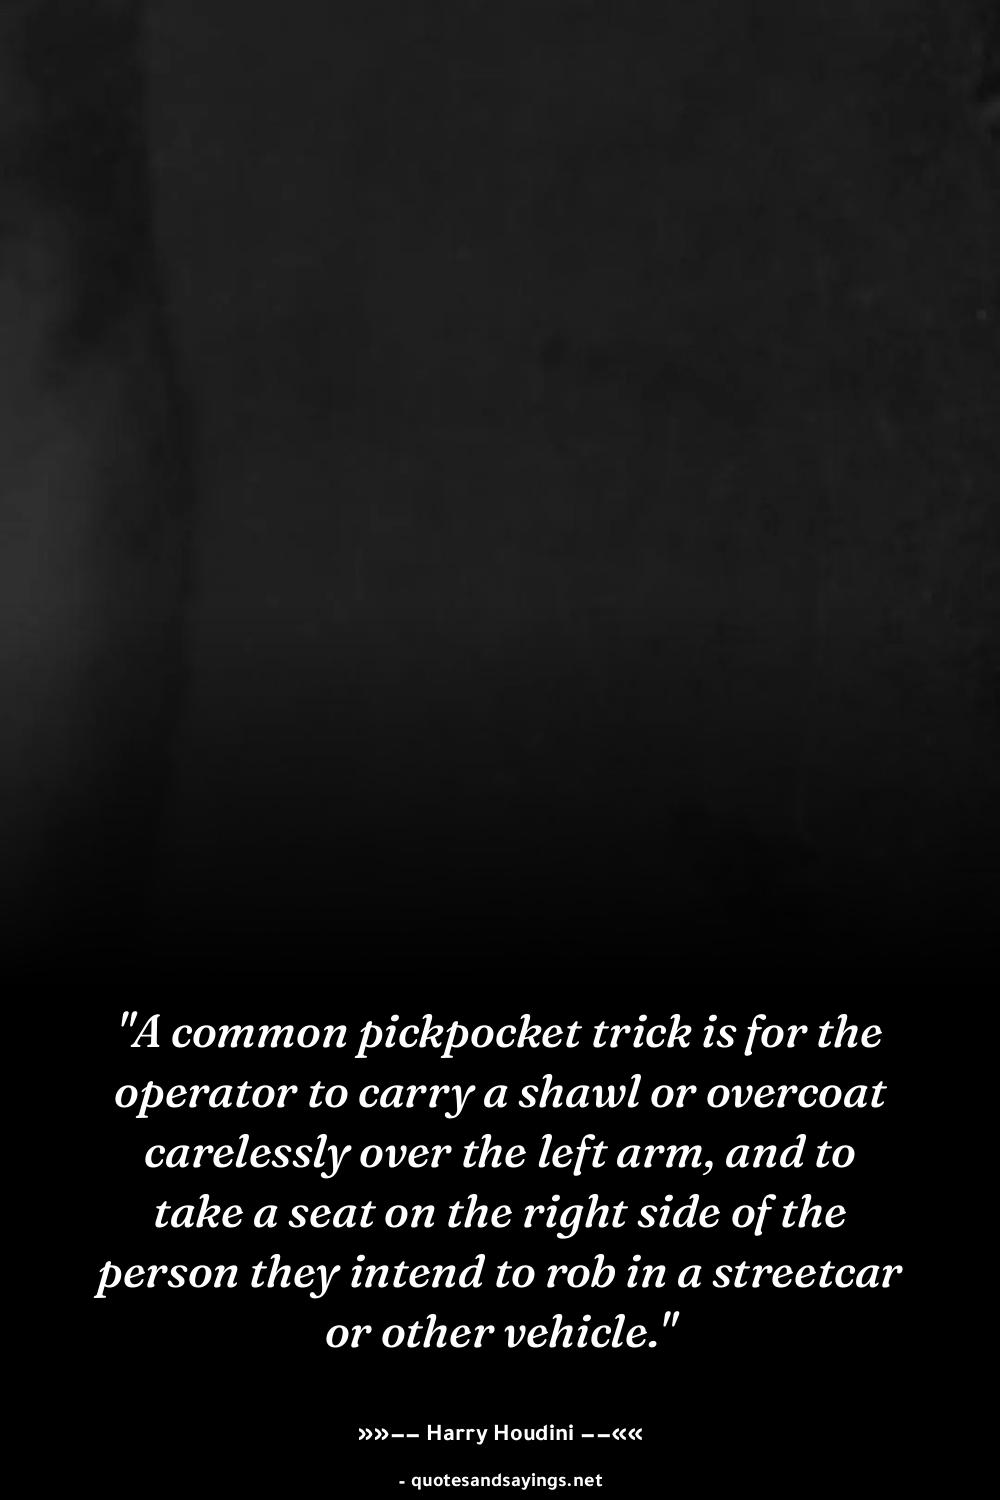 "A common pickpocket trick is for the
operator to carry a shawl or overcoat
carelessly over the left arm, and to
take a seat on the right side of the
person they intend to rob in a streetcar
or other vehicle."
»»–– Harry Houdini ––««
- quotesandsayings.net